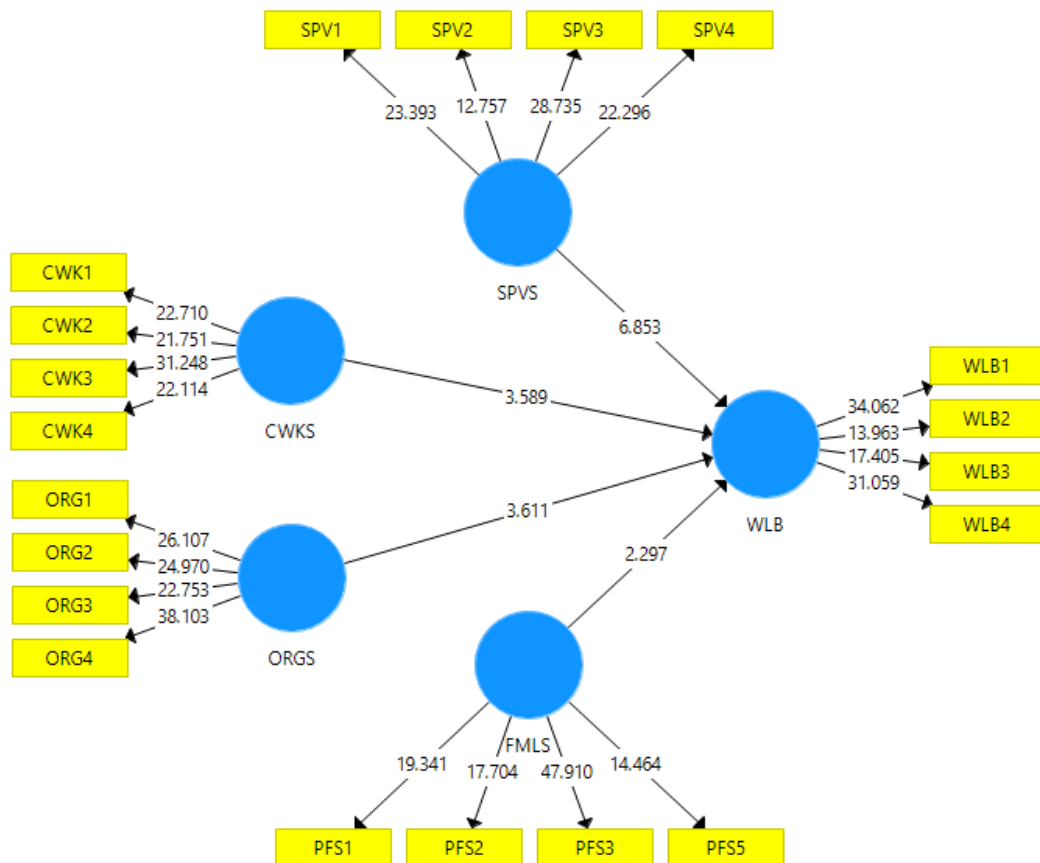 SPV1 SPV2 SPV3 SPV4
23.393 12.757 28.735 22.296
SPVS
CWK1
CWK2
CWK3
CWK4
22.710
21.751
31.248
22.114
CWKS
6.853
3.589
ORG1
ORG2
ORG3
ORG4
26.107
24.970
22.753
38.103
ORGS
3.611
2.297
WLB
34.062
13.963
17.405
31.059
WLB1
WLB2
WLB3
WLB4
FMLS
19.341 17.704 47.910 14.464
PFS1 PFS2 PFS3 PFS5